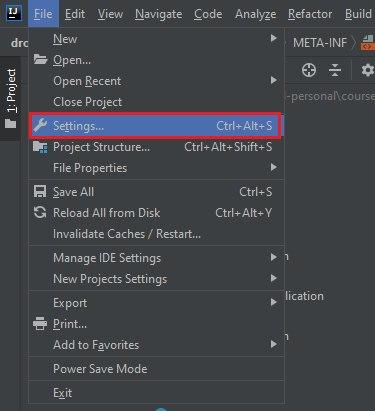 IJ File Edit View Navigate Code Analyze Refactor Build
New
dro
META-INF
Open...
Open Recent
1: Project
-personal\course
Close Project
Settings... Ctrl+Alt+S
Project Structure... Ctrl+Alt+Shift+S
File Properties
Save All Ctrl+S
Reload All from Disk Ctrl+Alt+Y
Invalidate Caches / Restart...
Manage IDE Settings
New Projects Settings
Export
lication
Print...
Add to Favorites
Power Save Mode
Exit